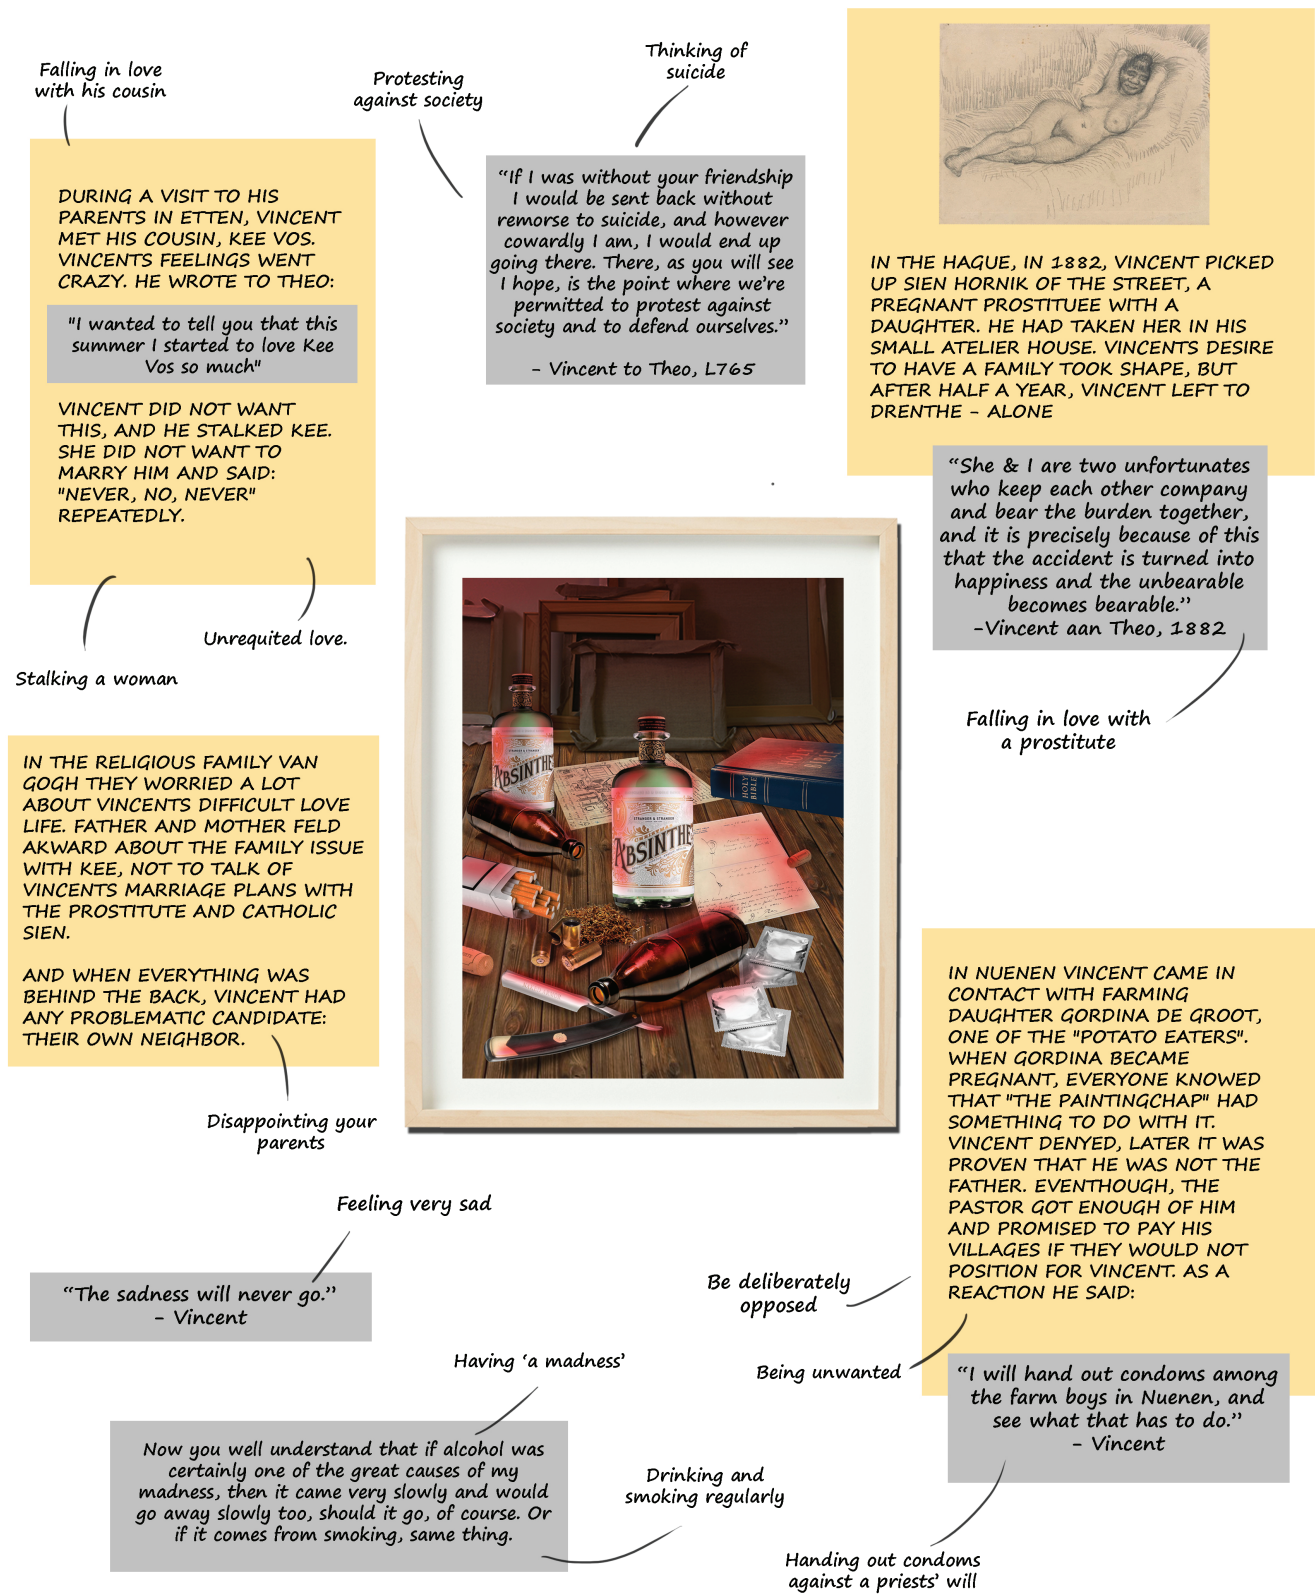 Falling in love
with his cousin
Protesting
against society
Thinking of
suicide
DURING A VISIT TO HIS
PARENTS IN ETTEN, VINCENT
MET HIS COUSIN, KEE VOS.
VINCENTS FEELINGS WENT
CRAZY. HE WROTE TO THEO:
"I wanted to tell you that this
summer I started to love Kee
Vos so much"
VINCENT DID NOT WANT
THIS, AND HE STALKED KEE.
SHE DID NOT WANT TO
MARRY HIM AND SAID:
"NEVER, NO, NEVER"
REPEATEDLY.
Unrequited love.
Stalking a woman
“If I was without your friendship
I would be sent back without
remorse to suicide, and however
cowardly I am, I would end up
going there. There, as you will see
I hope, is the point where we’re
permitted to protest against
society and to defend ourselves.”
- Vincent to Theo, L765
IN THE HAGUE, IN 1882, VINCENT PICKED
UP SIEN HORNIK OF THE STREET, A
PREGNANT PROSTITUEE WITH A
DAUGHTER. HE HAD TAKEN HER IN HIS
SMALL ATELIER HOUSE. VINCENTS DESIRE
TO HAVE A FAMILY TOOK SHAPE, BUT
AFTER HALF A YEAR, VINCENT LEFT TO
DRENTHE - ALONE
“She & I are two unfortunates
who keep each other company
and bear the burden together,
and it is precisely because of this
that the accident is turned into
happiness and the unbearable
becomes bearable.”
-Vincent aan Theo, 1882
Falling in love with
a prostitute
IN THE RELIGIOUS FAMILY VAN
GOGH THEY WORRIED A LOT
ABOUT VINCENTS DIFFICULT LOVE
LIFE. FATHER AND MOTHER FELD
AKWARD ABOUT THE FAMILY ISSUE
WITH KEE, NOT TO TALK OF
VINCENTS MARRIAGE PLANS WITH
THE PROSTITUTE AND CATHOLIC
SIEN.
AND WHEN EVERYTHING WAS
BEHIND THE BACK, VINCENT HAD
ANY PROBLEMATIC CANDIDATE:
THEIR OWN NEIGHBOR.
Disappointing your
parents
ABSINTHE
STRANGER & STRANGER
ABSINTHE
HOLY
BIBLE
IN NUENEN VINCENT CAME IN
CONTACT WITH FARMING
DAUGHTER GORDINA DE GROOT,
ONE OF THE "POTATO EATERS".
WHEN GORDINA BECAME
PREGNANT, EVERYONE KNOWED
THAT "THE PAINTINGCHAP" HAD
SOMETHING TO DO WITH IT.
VINCENT DENYED, LATER IT WAS
PROVEN THAT HE WAS NOT THE
FATHER. EVENTHOUGH, THE
PASTOR GOT ENOUGH OF HIM
AND PROMISED TO PAY HIS
VILLAGES IF THEY WOULD NOT
POSITION FOR VINCENT. AS A
REACTION HE SAID:
“I will hand out condoms among
the farm boys in Nuenen, and
see what that has to do.”
- Vincent
Be deliberately
opposed
Being unwanted
Handing out condoms
against a priests’ will
Feeling very sad
“The sadness will never go.”
- Vincent
Having ‘a madness’
Now you well understand that if alcohol was
certainly one of the great causes of my
madness, then it came very slowly and would
go away slowly too, should it go, of course. Or
if it comes from smoking, same thing.
Drinking and
smoking regularly